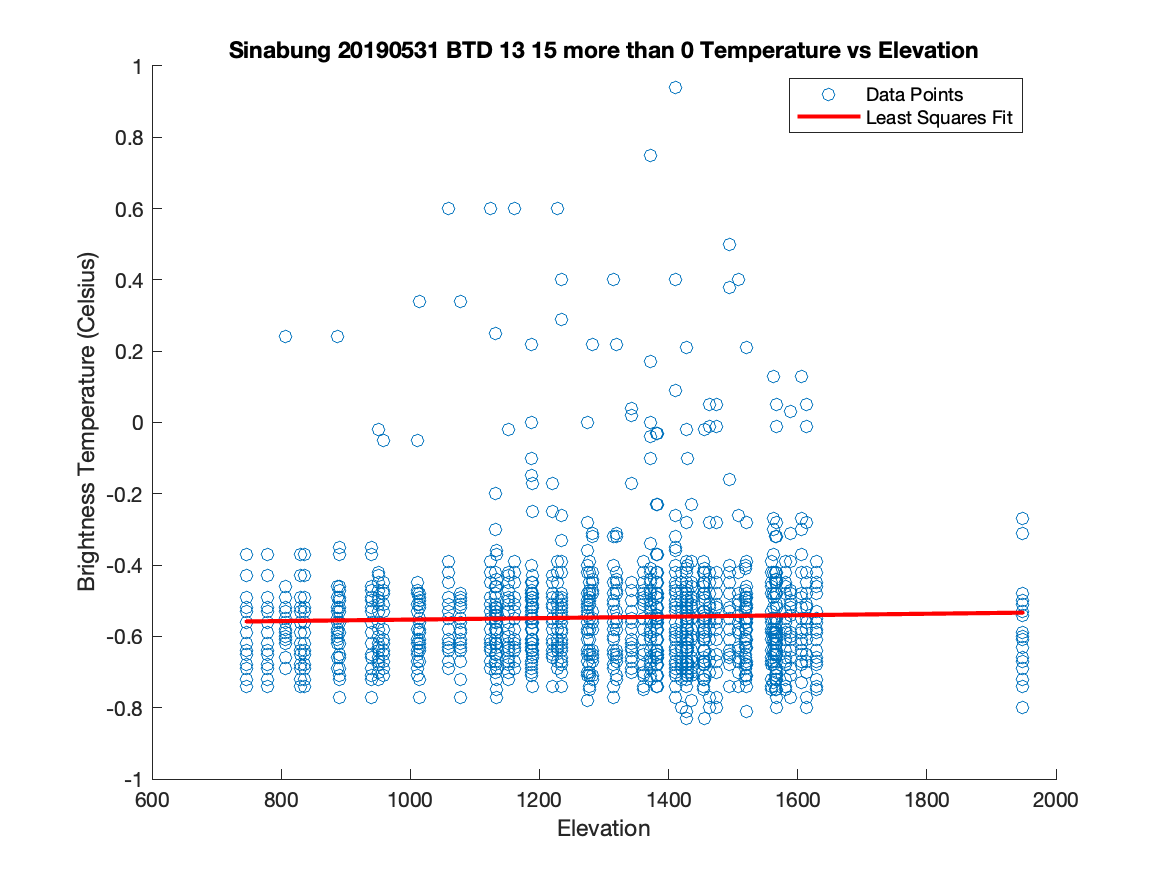 Sinabung 20190531 BTD 13 15 more than 0 Temperature vs Elevation
Data Points
Least Squares Fit
Brightness Temperature (Celsius)
1
0.8
0.6
0.4
0.2
0
-0.2
-0.4
-0.6
-0.8
-1
600 800 1000 1200 1400 1600 1800 2000
Elevation